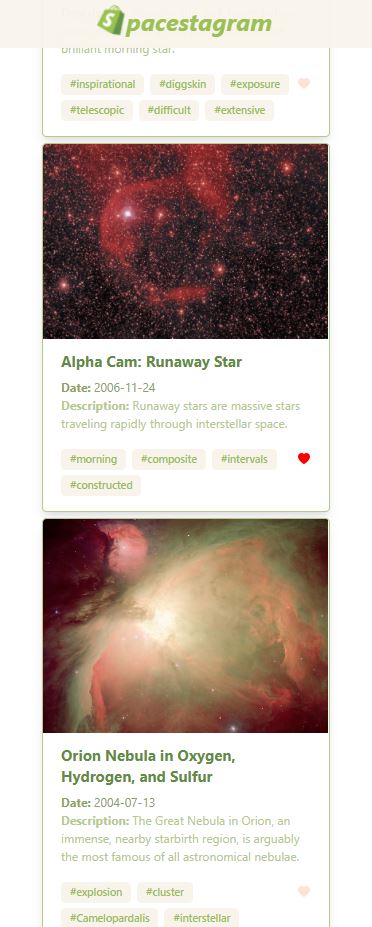 Spacestagram
brilliant morning star.
#inspirational #diggskin #exposure
#telescopic #difficult #extensive
Alpha Cam: Runaway Star
Date: 2006-11-24
Description: Runaway stars are massive stars
traveling rapidly through interstellar space.
#morning #composite #intervals
#constructed
Orion Nebula in Oxygen,
Hydrogen, and Sulfur
Date: 2004-07-13
Description: The Great Nebula in Orion, an
immense, nearby starbirth region, is arguably
the most famous of all astronomical nebulae.
#explosion #cluster
#Camelopardalis #interstellar